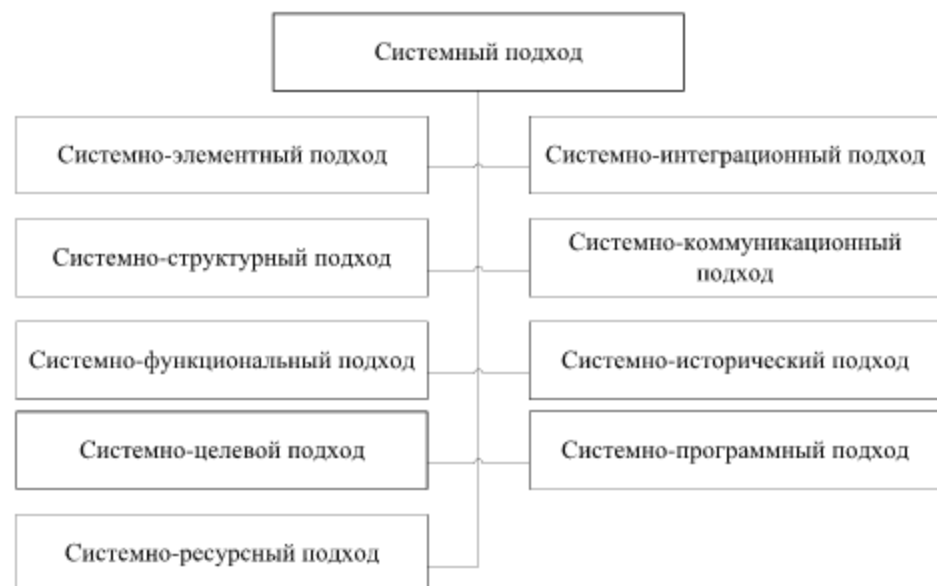 Системный подход
Системно-элементный подход
Системно-интеграционный подход
Системно-структурный подход
Системно-коммуникационный
подход
Системно-функциональный подход
Системно-исторический подход
Системно-целевой подход
Системно-программный подход
Системно-ресурсный подход